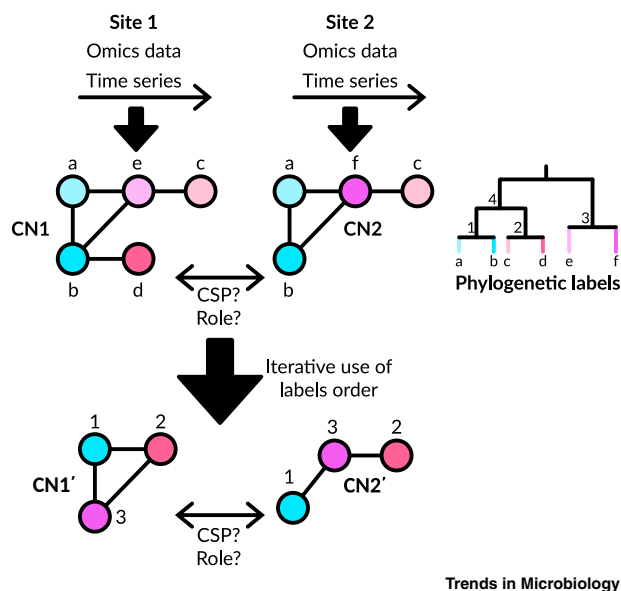 Site 1
Omics data
Time series
Site 2
Omics data
Time series
a
e
c
CN1
b
d
a
f
c
CN2
b
4
1
2
3
a
b
c
d
e
f
Phylogenetic labels
CSP?
Role?
Iterative use of
labels order
1
2
CN1′
3
3
2
1
CN2′
CSP?
Role?
Trends in Microbiology